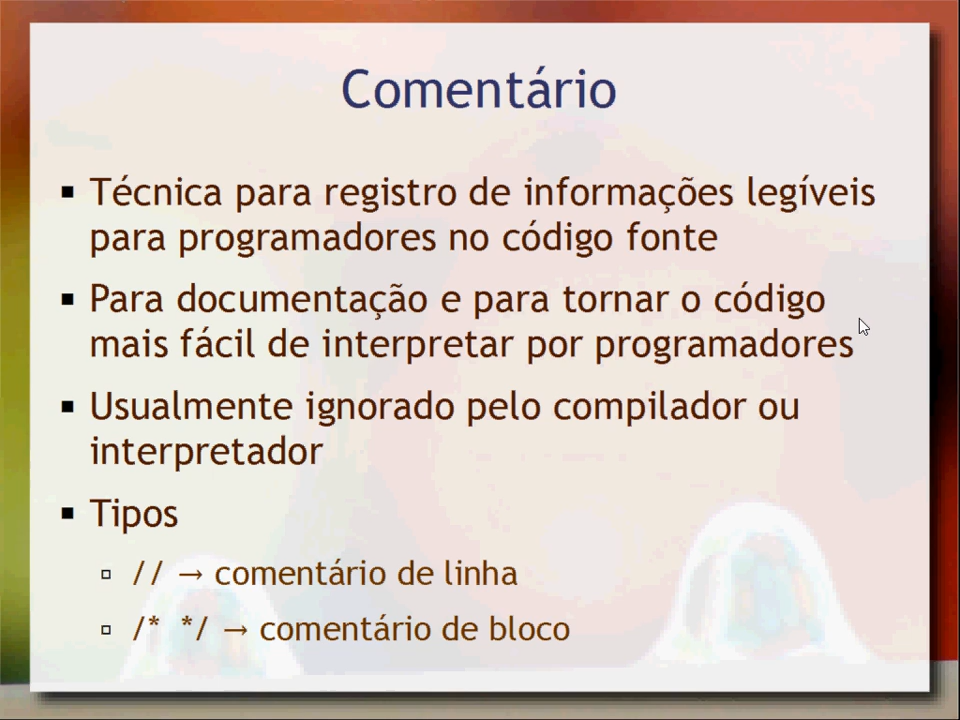 Comentário
Técnica para registro de informações legíveis
para programadores no código fonte
Para documentação e para tornar o código
mais fácil de interpretar por programadores
Usualmente ignorado pelo compilador ou
interpretador
Tipos
// → comentário de linha
/* */ → comentário de bloco